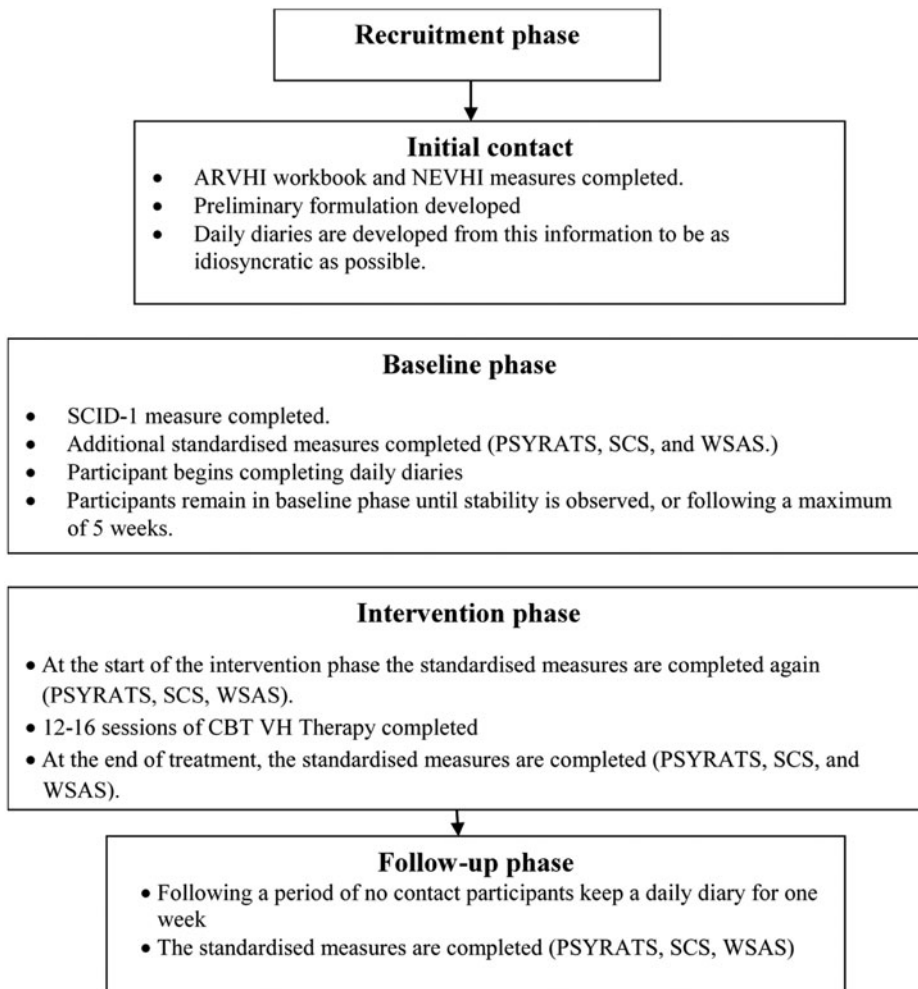 Recruitment phase
Initial contact
• ARVHI workbook and NEVHI measures completed.
• Preliminary formulation developed
• Daily diaries are developed from this information to be as
idiosyncratic as possible.
Baseline phase
• SCID-1 measure completed.
• Additional standardised measures completed (PSYRATS, SCS, and WSAS.)
• Participant begins completing daily diaries
• Participants remain in baseline phase until stability is observed, or following a maximum
of 5 weeks.
Intervention phase
• At the start of the intervention phase the standardised measures are completed again
(PSYRATS, SCS, WSAS).
• 12-16 sessions of CBT VH Therapy completed
• At the end of treatment, the standardised measures are completed (PSYRATS, SCS, and
WSAS).
Follow-up phase
• Following a period of no contact participants keep a daily diary for one
week
• The standardised measures are completed (PSYRATS, SCS, WSAS)